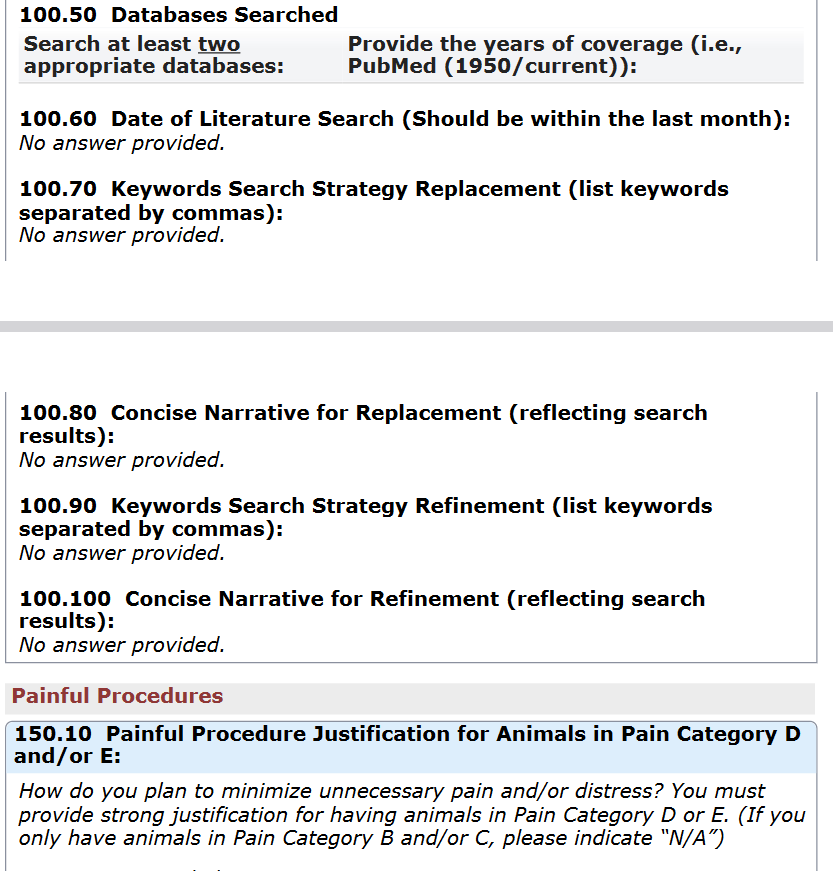 100.50 Databases Searched
Search at least two Provide the years of coverage (i.e.,
appropriate databases: PubMed (1950/current)):
100.60 Date of Literature Search (Should be within the last month):
No answer provided.
100.70 Keywords Search Strategy Replacement (list keywords
separated by commas):
No answer provided.
100.80 Concise Narrative for Replacement (reflecting search
results):
No answer provided.
100.90 Keywords Search Strategy Refinement (list keywords
separated by commas):
No answer provided.
100.100 Concise Narrative for Refinement (reflecting search
results):
No answer provided.
Painful Procedures
150.10 Painful Procedure Justification for Animals in Pain Category D
and/or E:
How do you plan to minimize unnecessary pain and/or distress? You must
provide strong justification for having animals in Pain Category D or E. (If you
only have animals in Pain Category B and/or C, please indicate “N/A”)